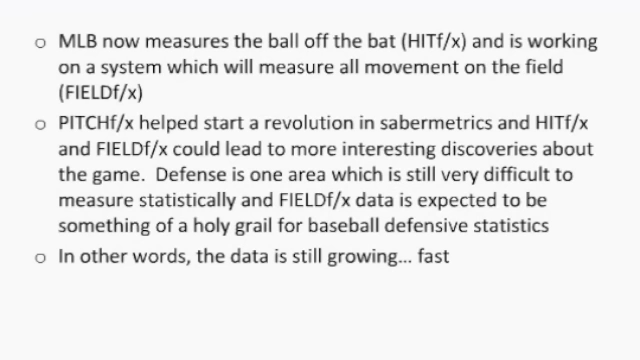 o MLB now measures the ball off the bat (HITf/x) and is working
on a system which will measure all movement on the field
(FIELDf/x)
o PITCHf/x helped start a revolution in sabermetrics and HITf/x
and FIELDf/x could lead to more interesting discoveries about
the game.  Defense is one area which is still very difficult to
measure statistically and FIELDf/x data is expected to be
something of a holy grail for baseball defensive statistics
o In other words, the data is still growing... fast